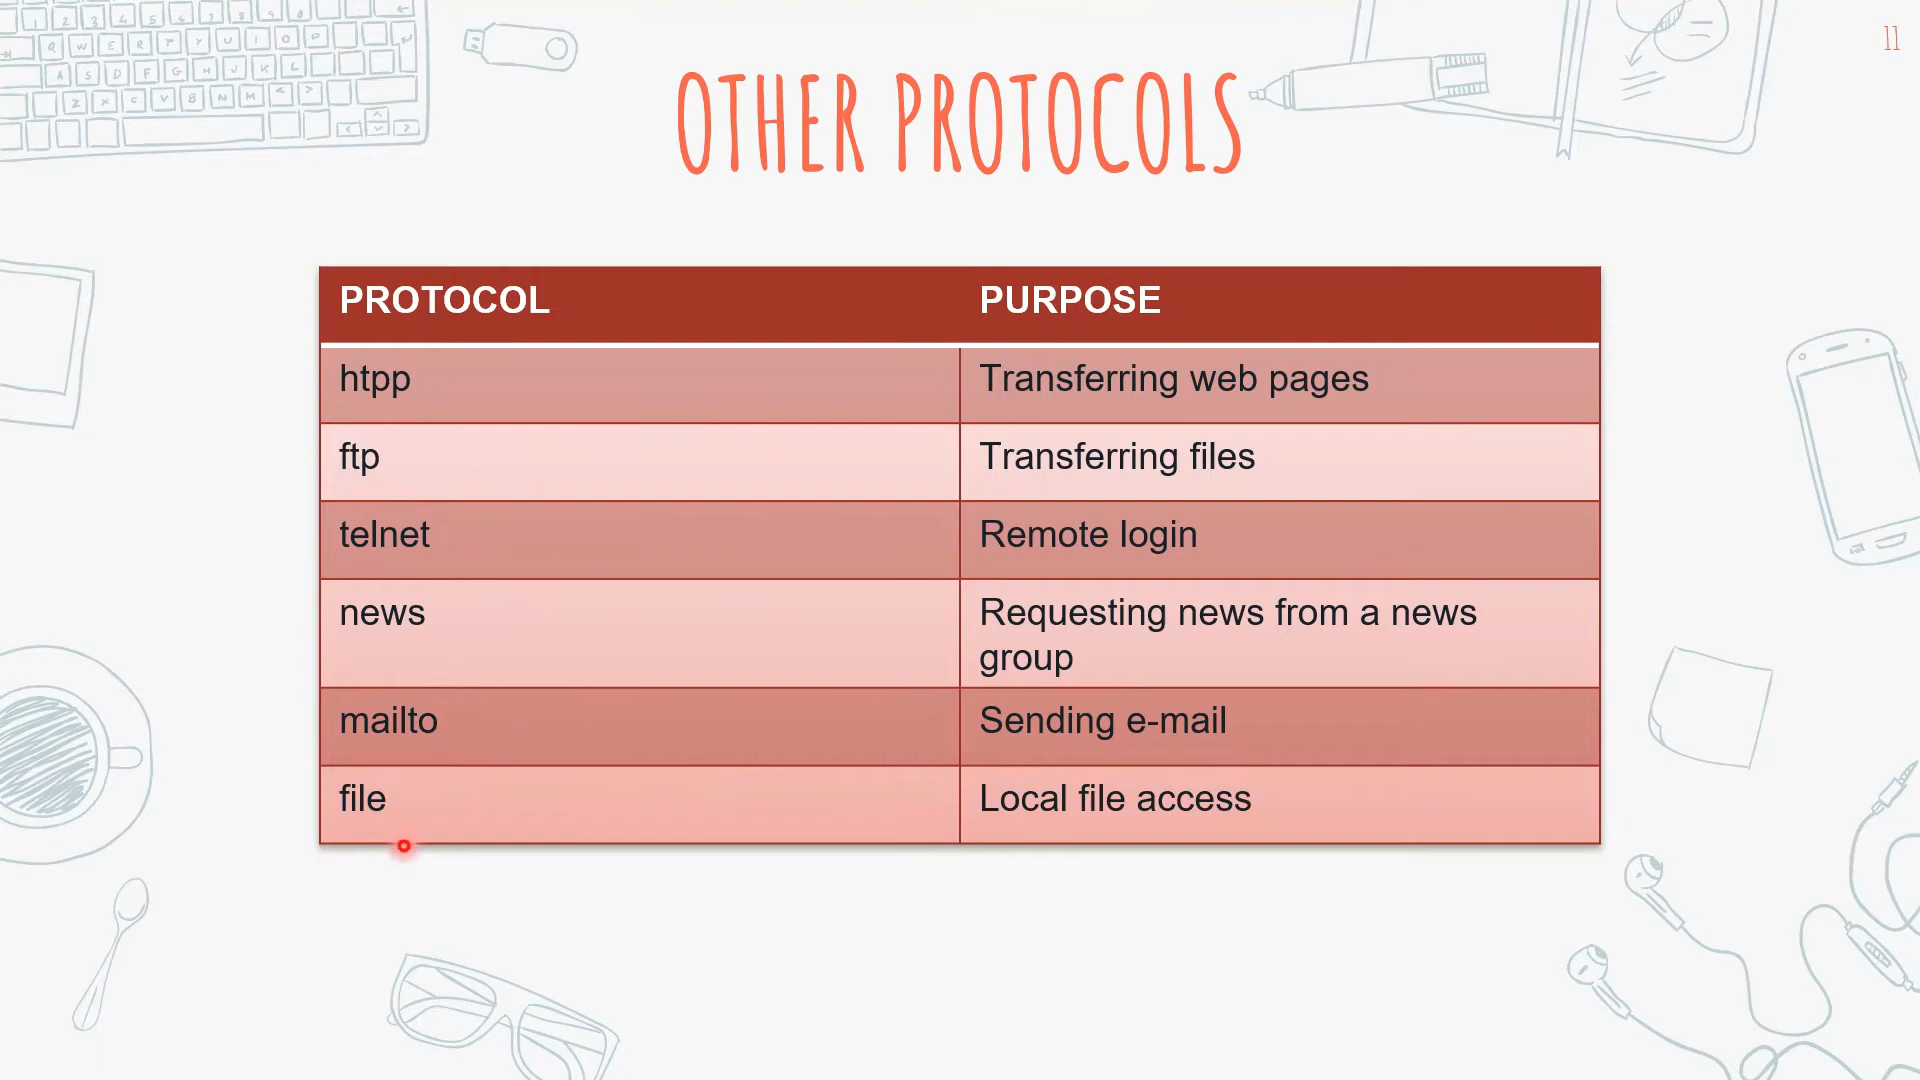 11
OTHER PROTOCOLS
PROTOCOL PURPOSE
htpp Transferring web pages
ftp Transferring files
telnet Remote login
news Requesting news from a news
group
mailto Sending e-mail
file Local file access